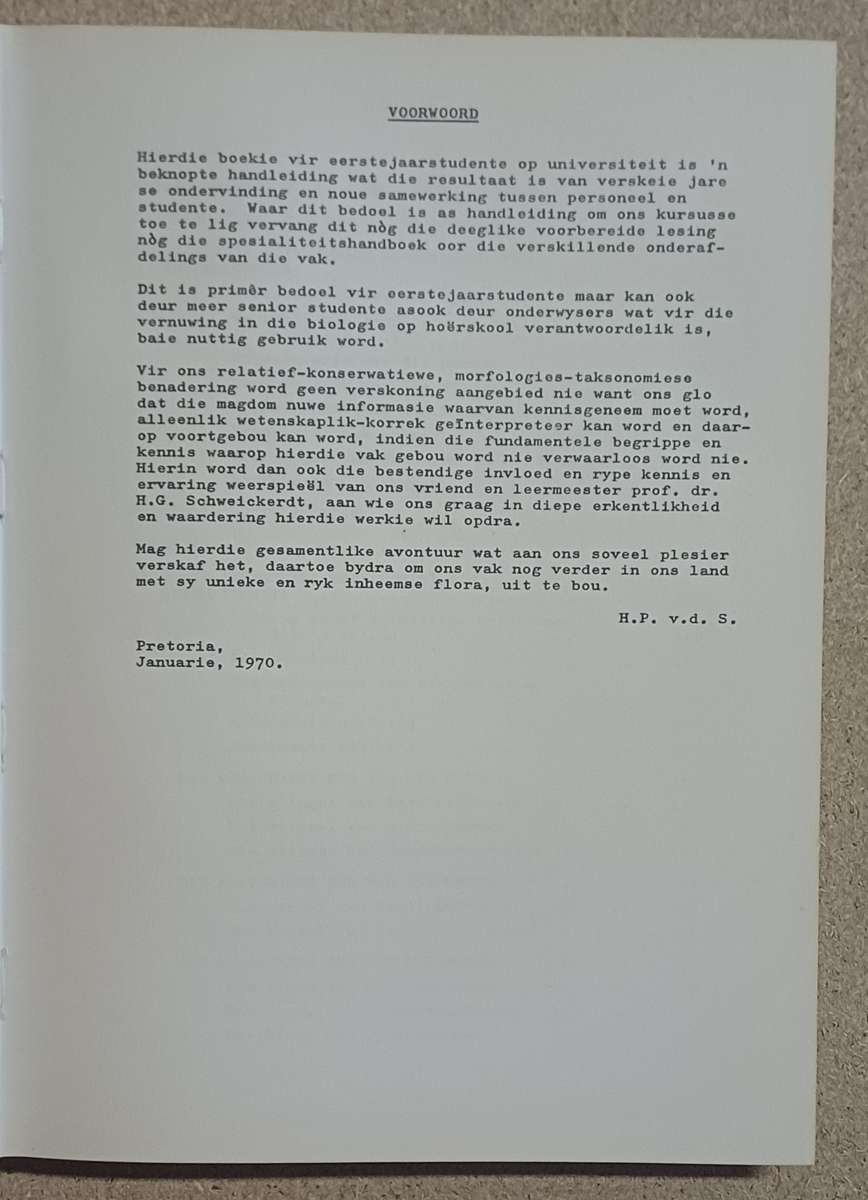 VOORWOORD
Hierdie boekie vir eerstejaarstudente op universiteit is 'n
beknopte handleiding wat die resultaat is van verskeie jare
se ondervinding en noue samewerking tussen personeel en
studente.  Waar dit bedoel is as handleiding om ons kursusse
toe te lig vervang dit nòg die deeglike voorbereide lesing
nòg die spesialiteitshandboek oor die verskillende onderaf-
delings van die vak.
Dit is primêr bedoel vir eerstejaarstudente maar kan ook
deur meer senior studente asook deur onderwysers wat vir die
vernuwing in die biologie op hoërskool verantwoordelik is,
baie nuttig gebruik word.
Vir ons relatief-konserwatiewe, morfologies-taksonomiese
benadering word geen verskoning aangebied nie want ons glo
dat die magdom nuwe informasie waarvan kennisgeneem moet word,
alleenlik wetenskaplik-korrek geïnterpreteer kan word en daar-
op voortgebou kan word, indien die fundamentele begrippe en
kennis waarop hierdie vak gebou word nie verwaarloos word nie.
Hierin word dan ook die bestendige invloed en rype kennis en
ervaring weerspieël van ons vriend en leermeester prof. dr.
H.G. Schweickerdt, aan wie ons graag in diepe erkentlikheid
en waardering hierdie werkie wil opdra.
Mag hierdie gesamentlike avontuur wat aan ons soveel plesier
verskaf het, daartoe bydra om ons vak nog verder in ons land
met sy unieke en ryk inheemse flora, uit te bou.
H.P. v.d. S.
Pretoria,
Januarie, 1970.